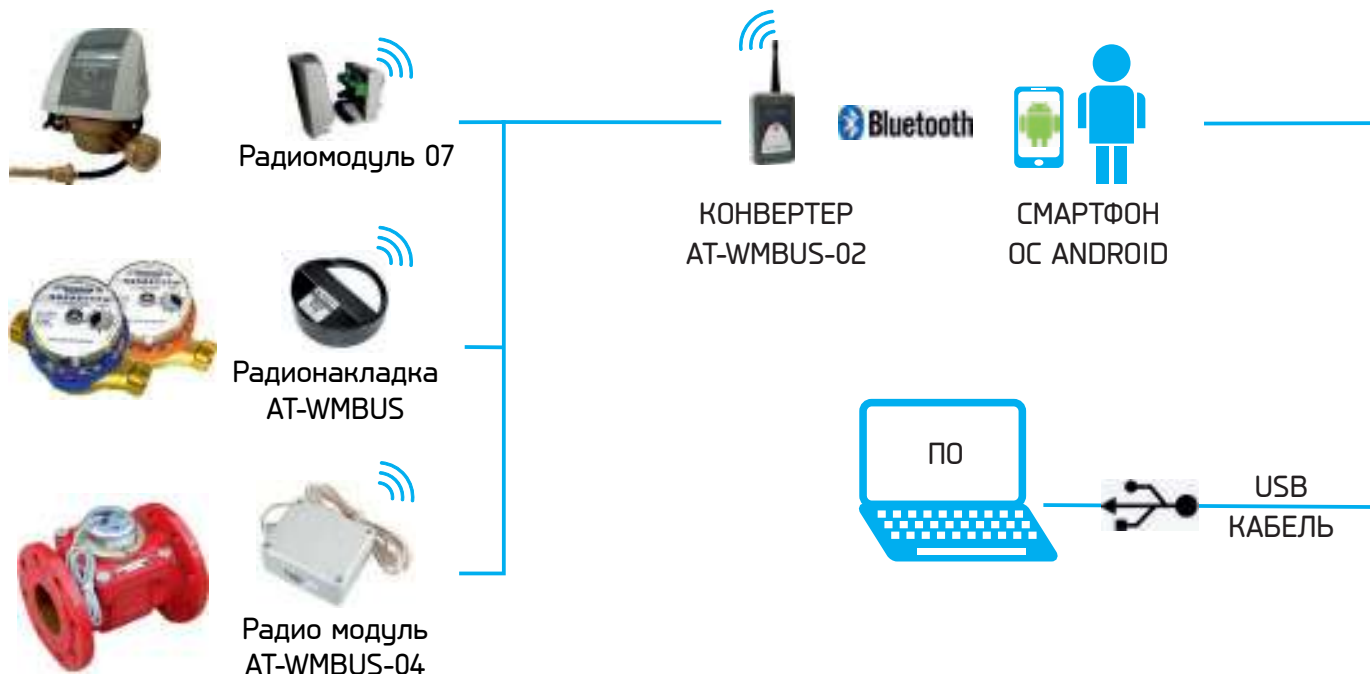 Радиомодуль 07
Bluetooth
КОНВЕРТЕР
AT-WMBUS-02
СМАРТФОН
ОС ANDROID
Радионакладка
AT-WMBUS
ПО
USB
КАБЕЛЬ
Радио модуль
AT-WMBUS-04